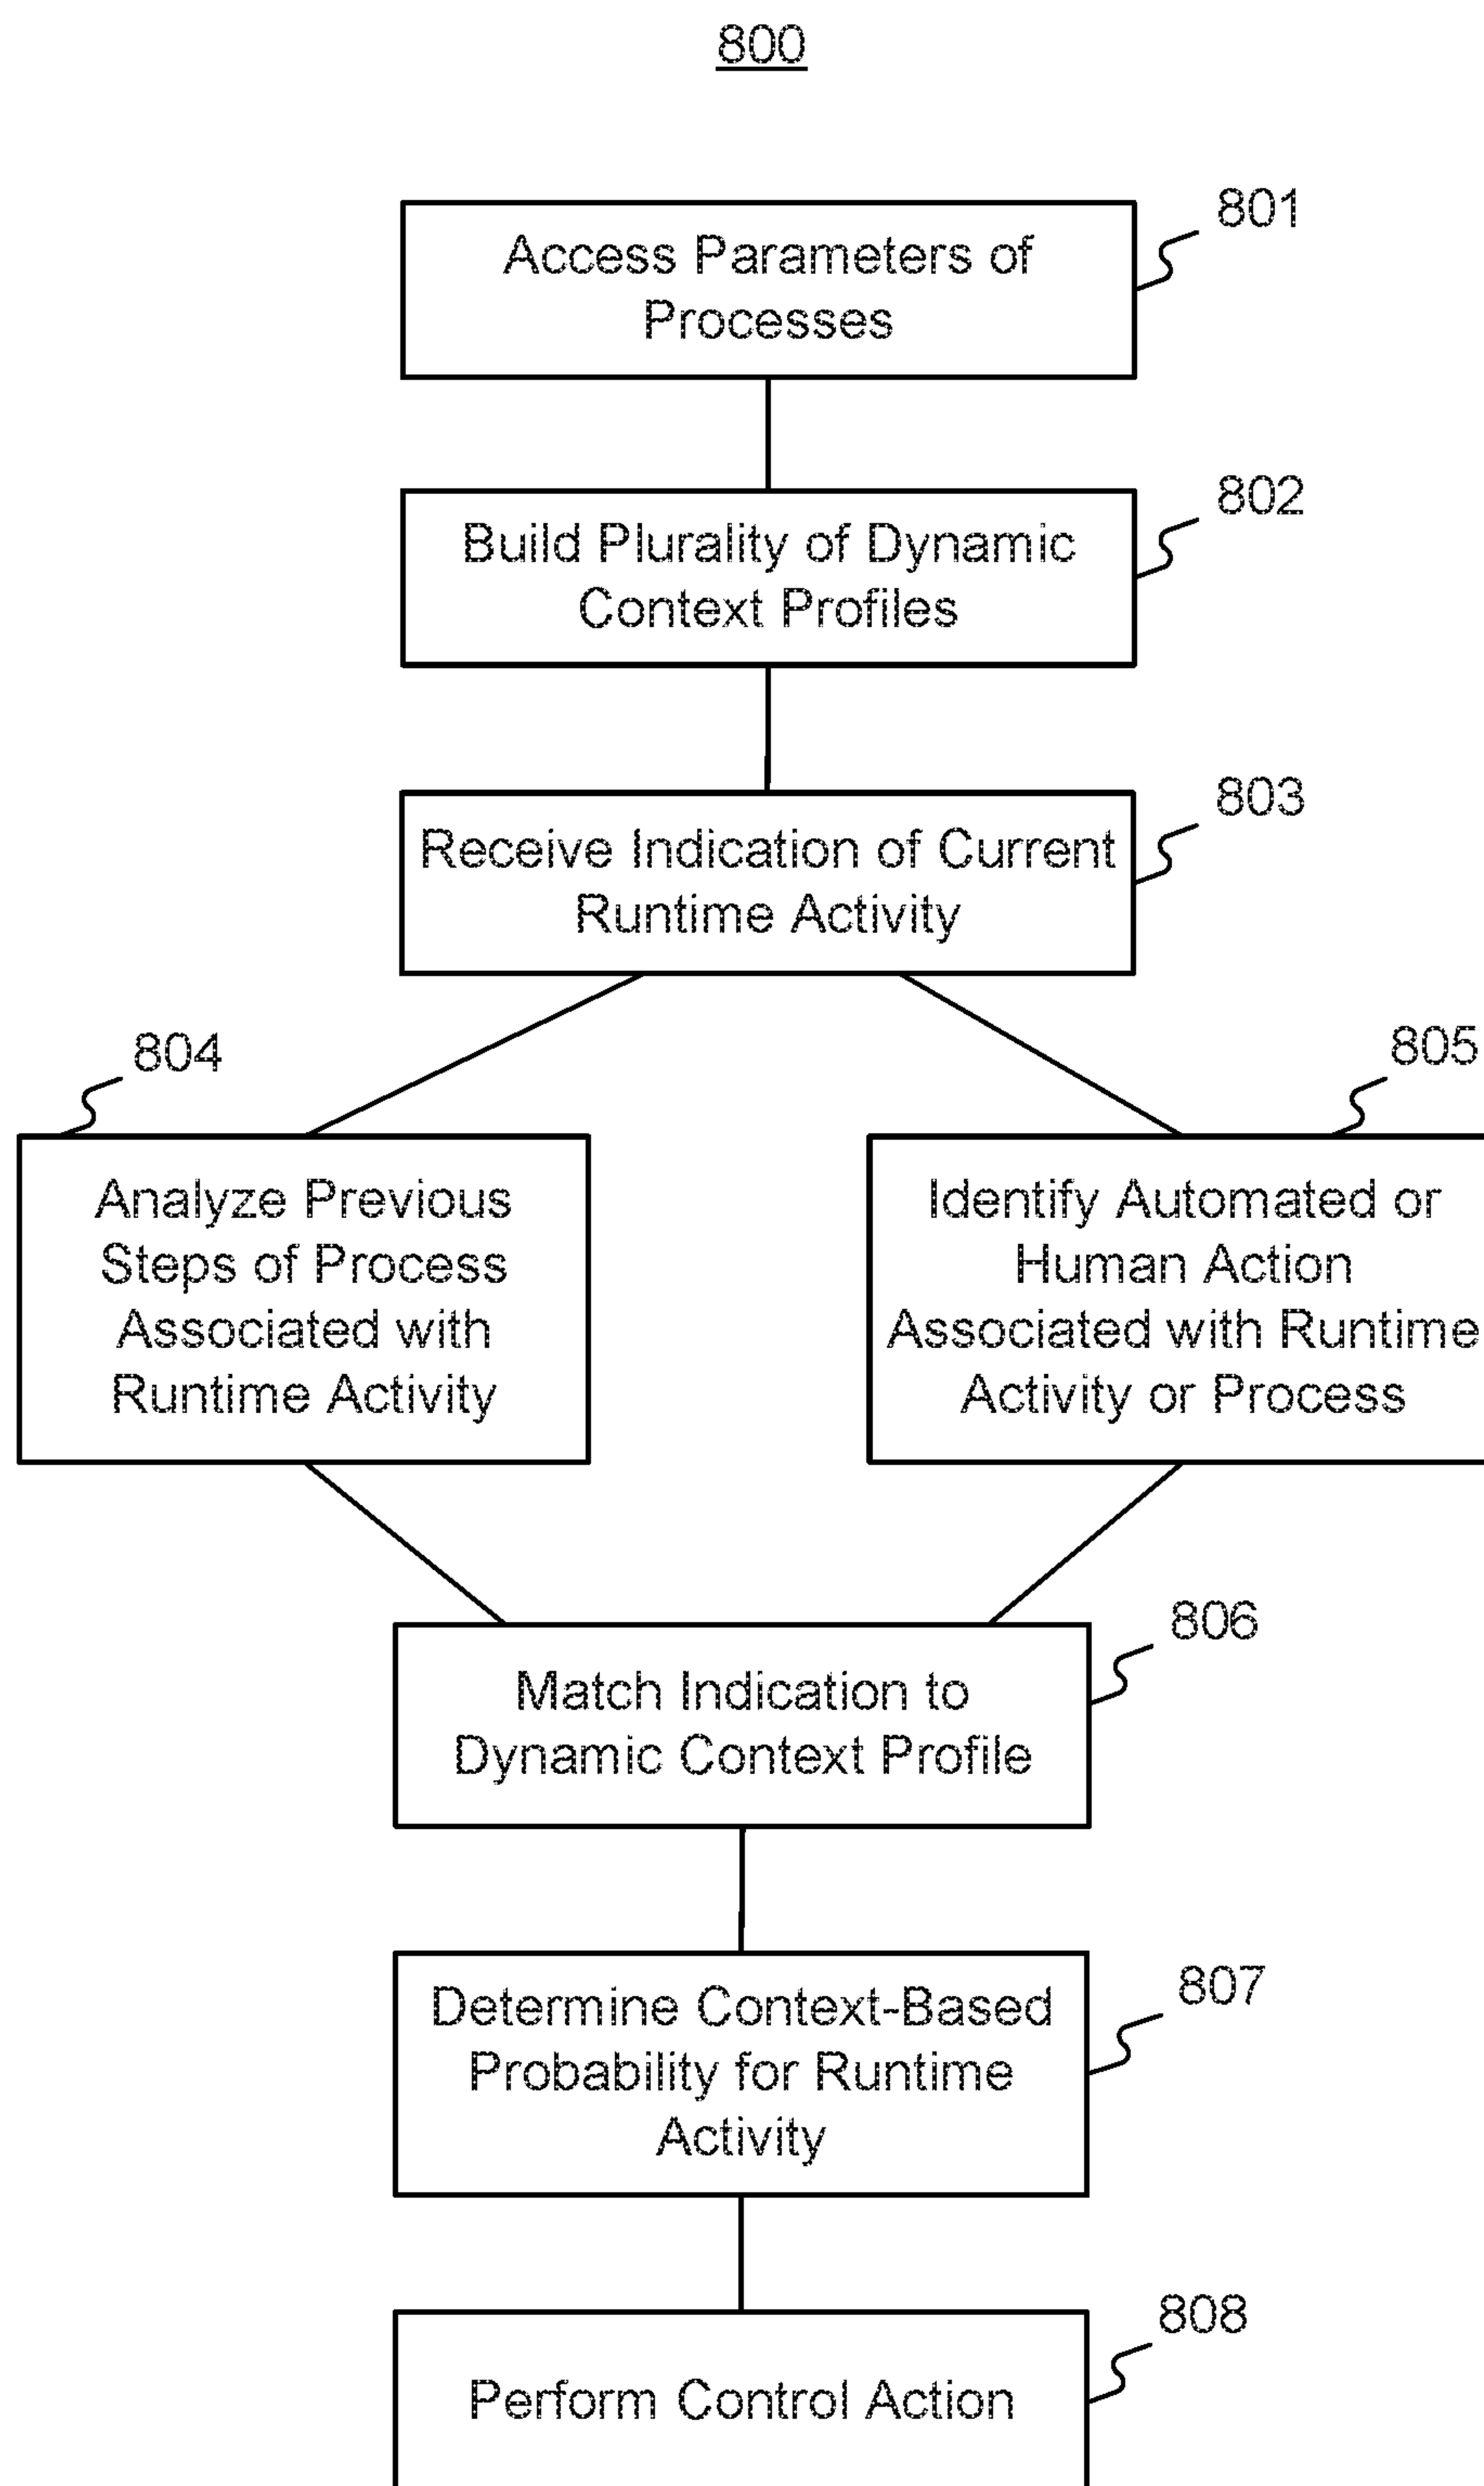 800
801
Access Parameters of
Processes
802
Build Plurality of Dynamic
Context Profiles
803
Receive Indication of Current
Runtime Activity
804
Analyze Previous
Steps of Process
Associated with
Runtime Activity
805
Identify Automated or
Human Action
Associated with Runtime
Activity or Process
806
Match Indication to
Dynamic Context Profile
807
Determine Context-Based
Probability for Runtime
Activity
808
Perform Control Action